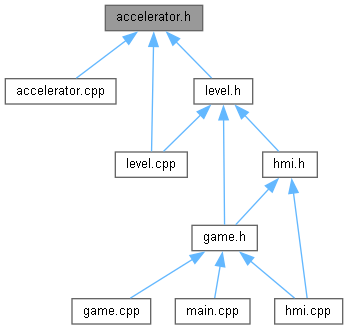 accelerator.h
accelerator.cpp
level.h
level.cpp
hmi.h
game.h
game.cpp
main.cpp
hmi.cpp